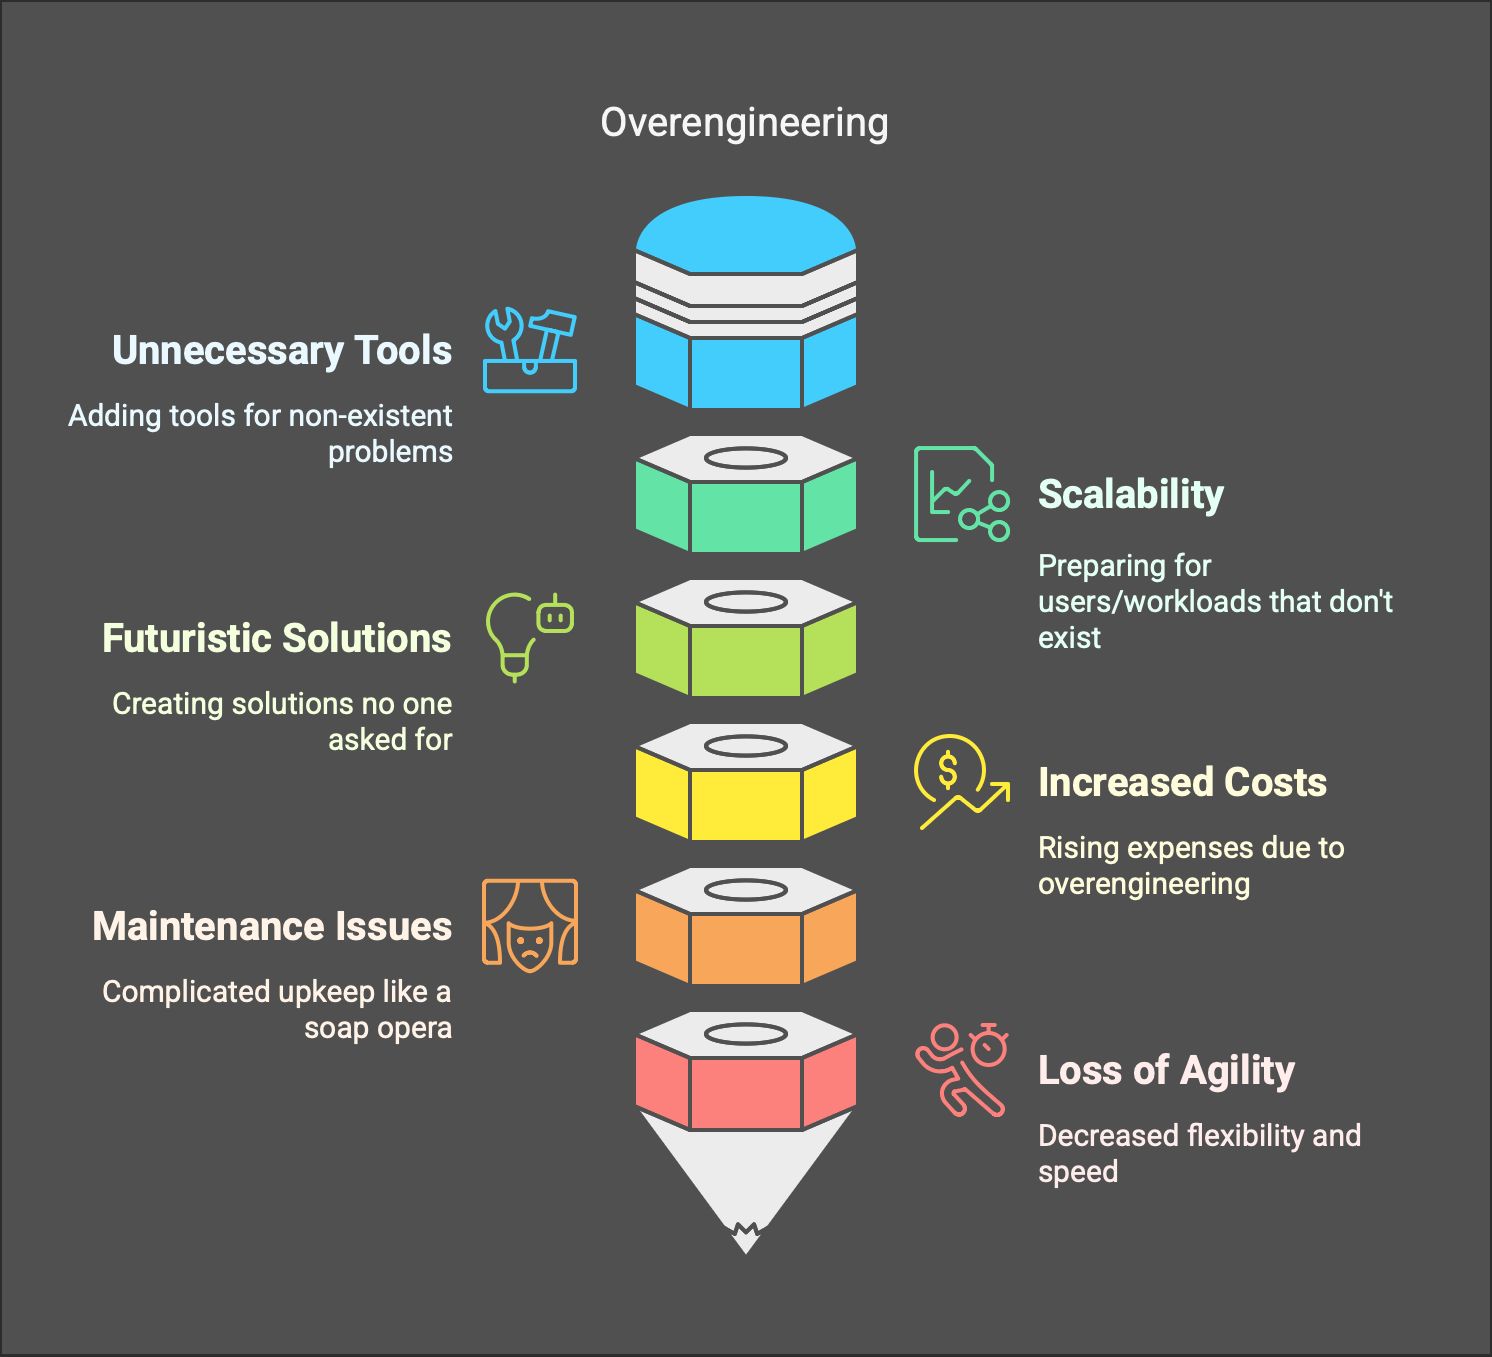 Overengineering
Unnecessary Tools
Adding tools for non-existent
problems
Scalability
Preparing for
users/workloads that don't
exist
Futuristic Solutions
Creating solutions no one
asked for
$
Increased Costs
Rising expenses due to
overengineering
Maintenance Issues
Complicated upkeep like a
soap opera
Loss of Agility
Decreased flexibility and
speed